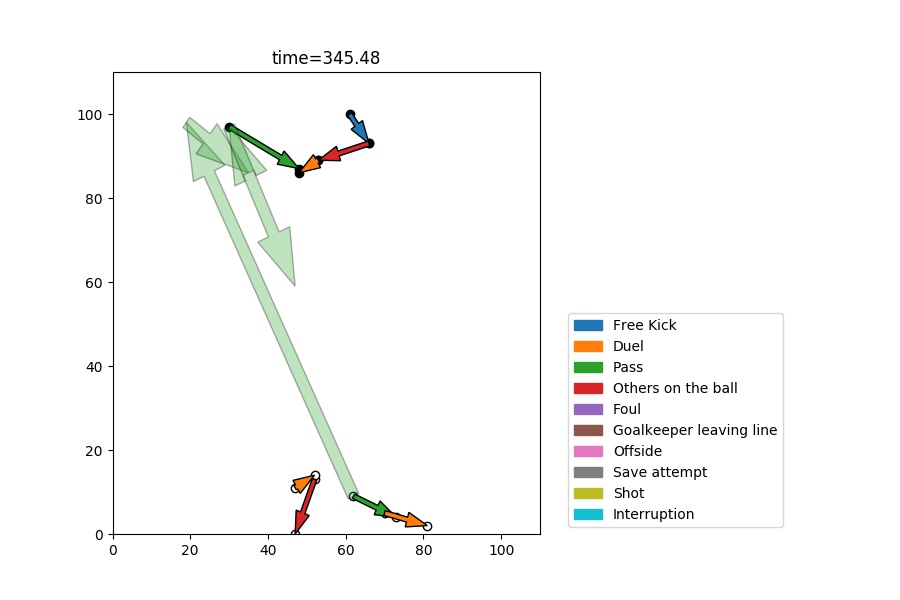 time=345.48
100
80
60
40
20
0
0
20
40
60
80
100
Free Kick
Duel
Pass
Others on the ball
Foul
Goalkeeper leaving line
Offside
Save attempt
Shot
Interruption